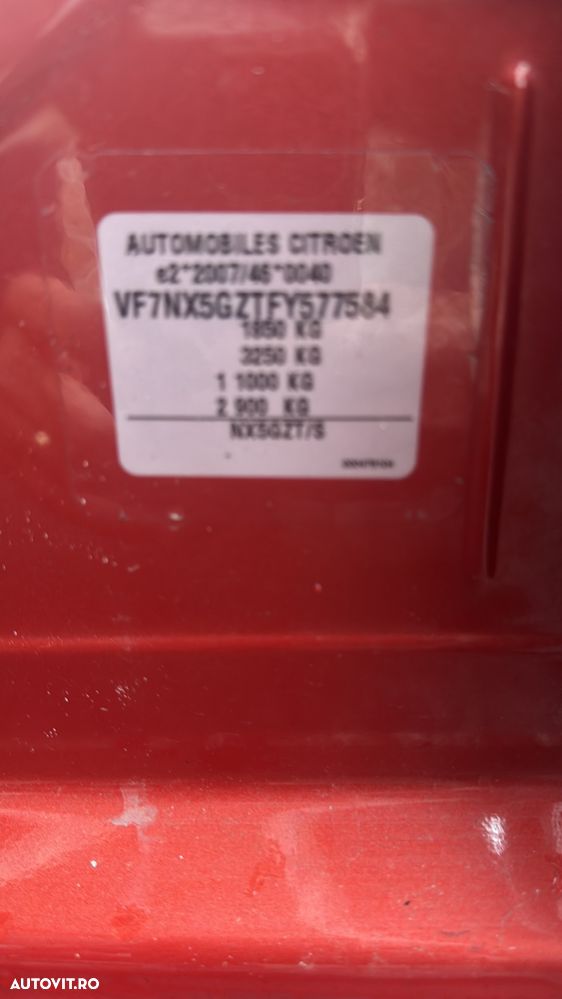 AUTOMOBILES CITROEN
e2*2007/46*0040
VF7NX5GZTFY577584
1850 KG
3250 KG
1 1000 KG
2 900 KG
NX5GZT/S
AUTOVIT.RO